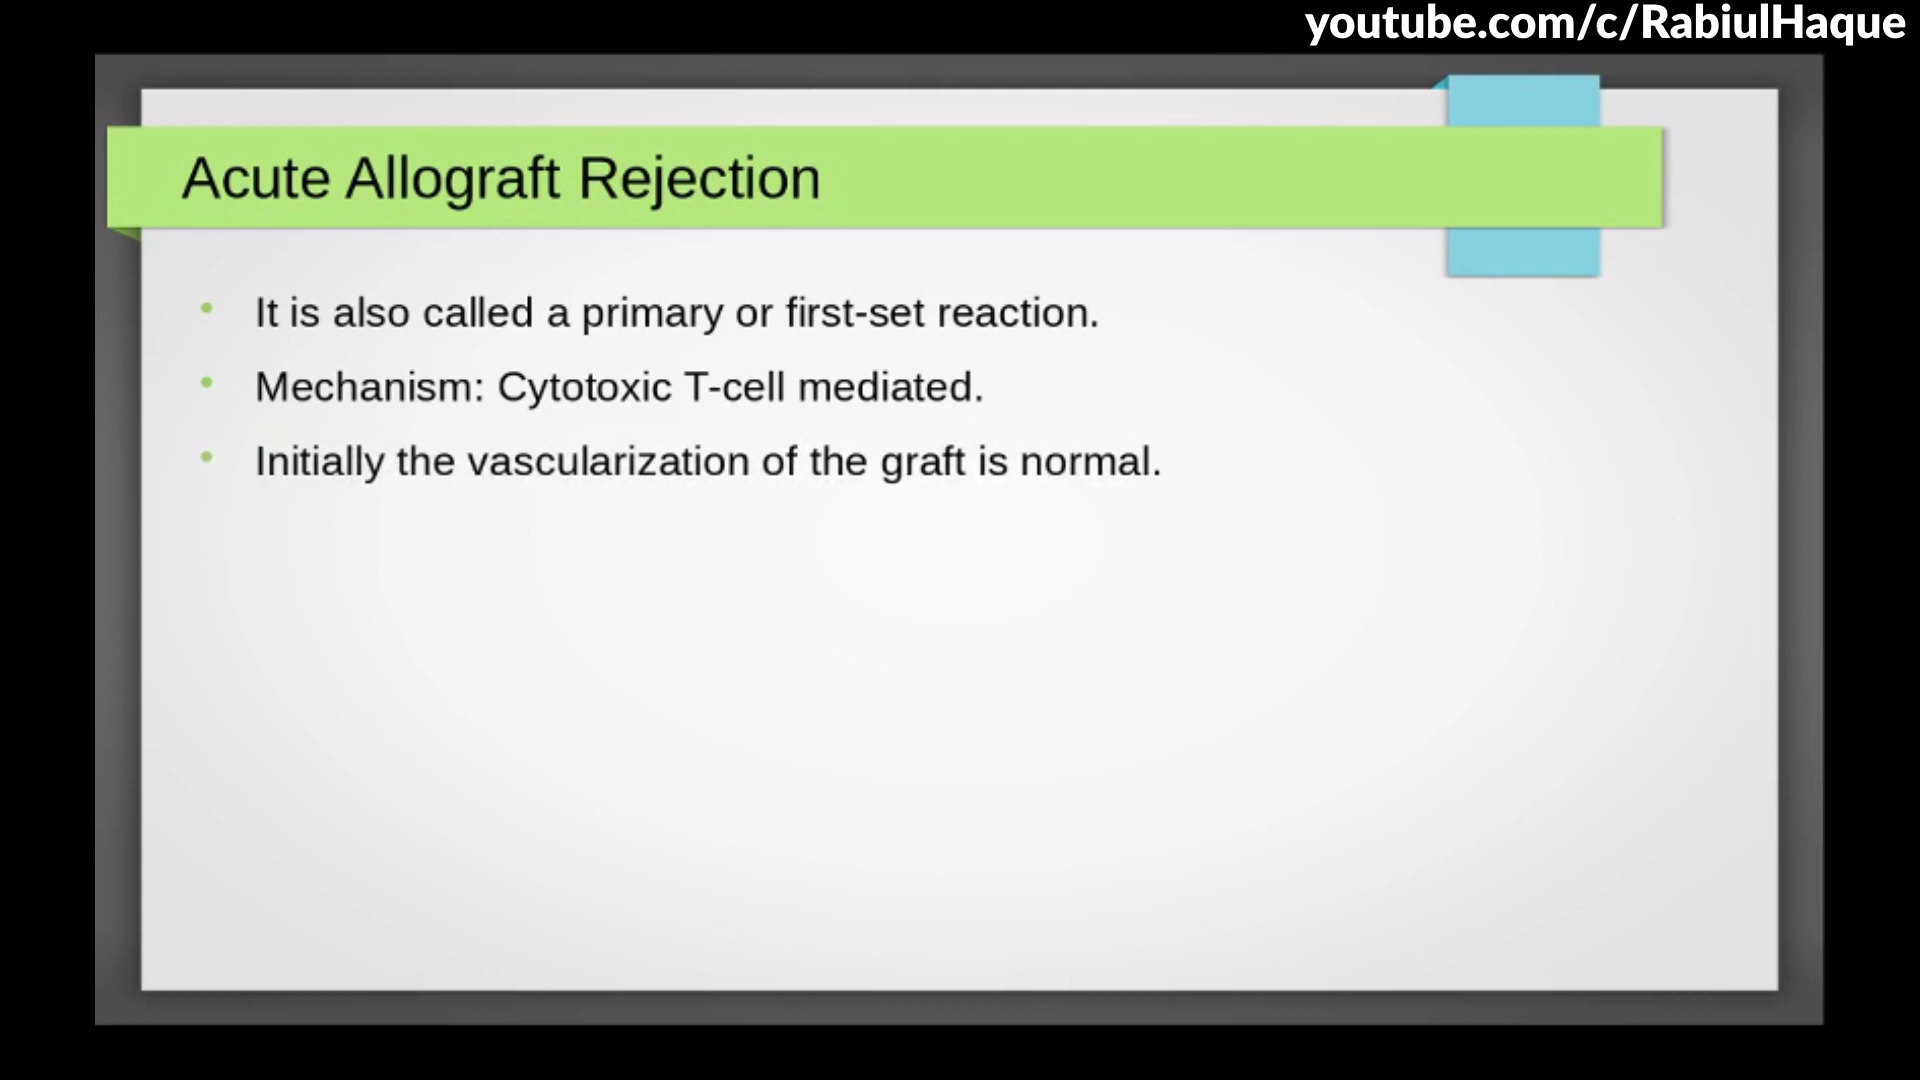 youtube.com/c/RabiulHaque
Acute Allograft Rejection
• It is also called a primary or first-set reaction.
• Mechanism: Cytotoxic T-cell mediated.
• Initially the vascularization of the graft is normal.